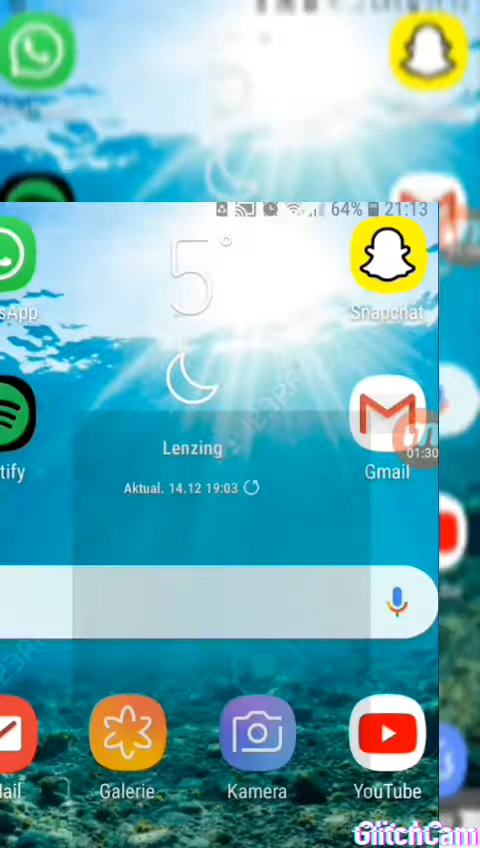 64% 21:13
5°
sApp
Snapchat
Lenzing
Aktual. 14.12 19:03
tify
Gmail
01:30
ail
Galerie
Kamera
YouTube
GlitchCam